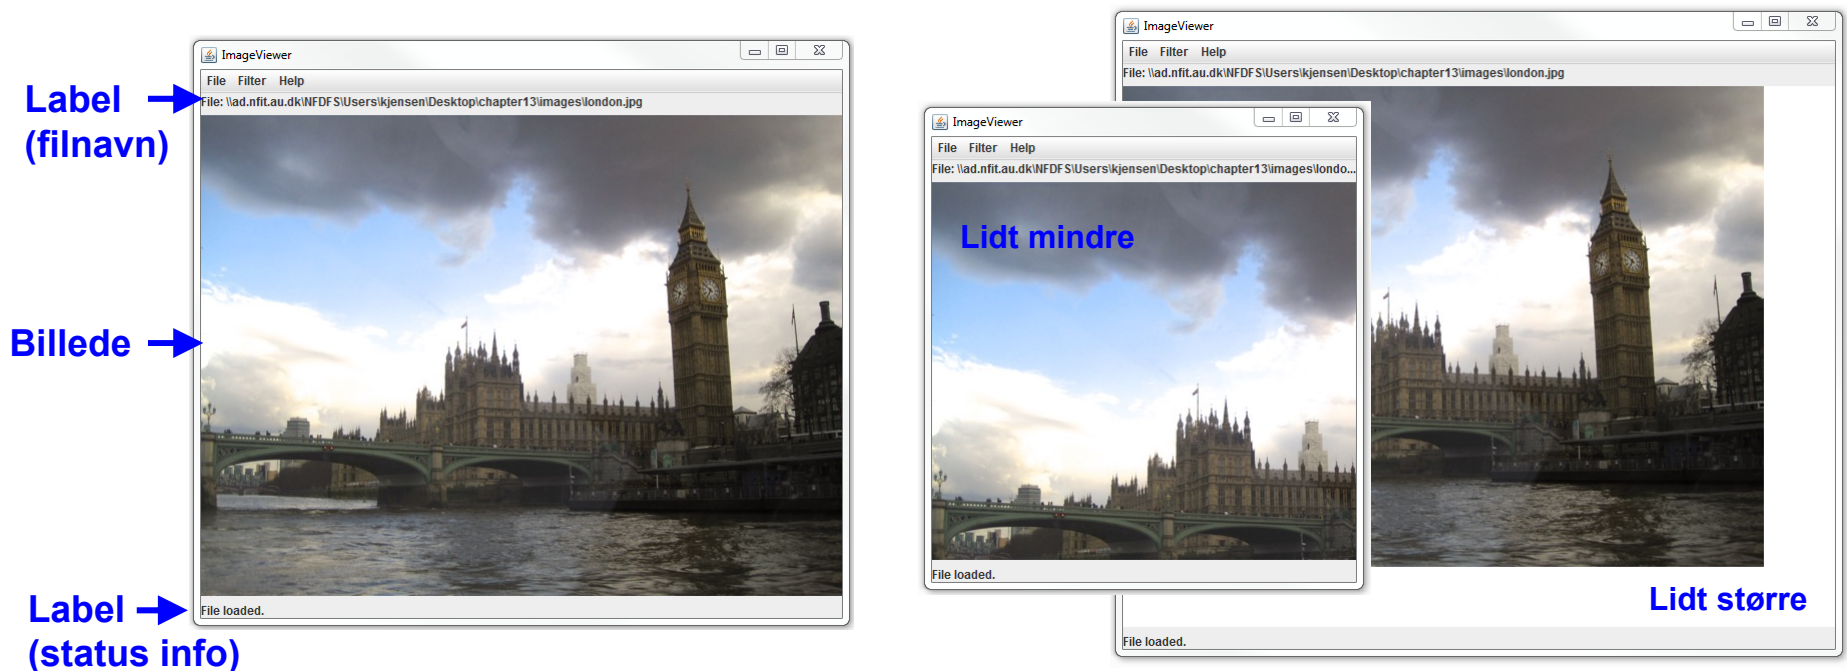 Label
(filnavn)
Billede
Label
(status info)
ImageViewer
File Filter Help
File: \\ad.nfit.au.dk\NFDFS\Users\kjensen\Desktop\chapter13\images\london.jpg
File loaded.
ImageViewer
File Filter Help
File: \\ad.nfit.au.dk\NFDFS\Users\kjensen\Desktop\chapter13\images\londo...
Lidt mindre
File loaded.
ImageViewer
File Filter Help
File: \\ad.nfit.au.dk\NFDFS\Users\kjensen\Desktop\chapter13\images\london.jpg
Lidt større
File loaded.